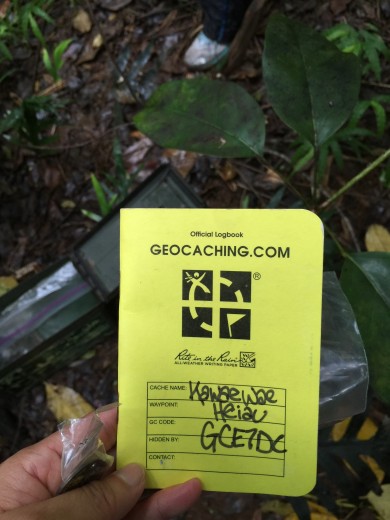 Official Logbook
GEOCACHING.COM
®
Rite in the Rain
ALL-WEATHER WRITING PAPER
CACHE NAME: Kawaewae
WAYPOINT: Heiau
GC CODE: GCE7DC
HIDDEN BY:
CONTACT: